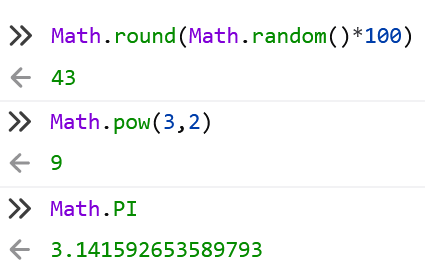 Math.round(Math.random()*100)
43
Math.pow(3,2)
9
Math.PI
3.141592653589793